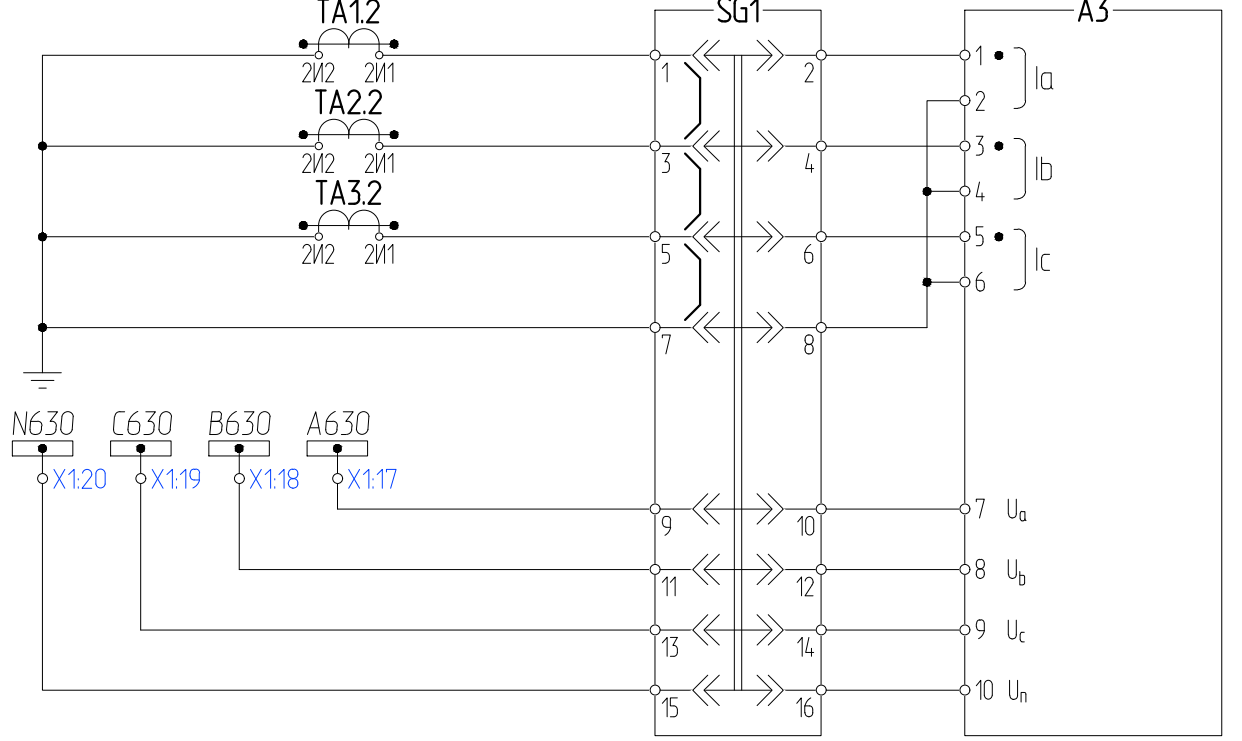 TA1.2 SG1 A3
2И2 2И1 1 2 1 Ia
2
TA2.2
2И2 2И1 3 4 3 Ib
4
TA3.2
2И2 2И1 5 6 5 Ic
6
7 8
N630 C630 B630 A630
X1:20 X1:19 X1:18 X1:17
9 10 7 Ua
11 12 8 Ub
13 14 9 Uc
15 16 10 Un